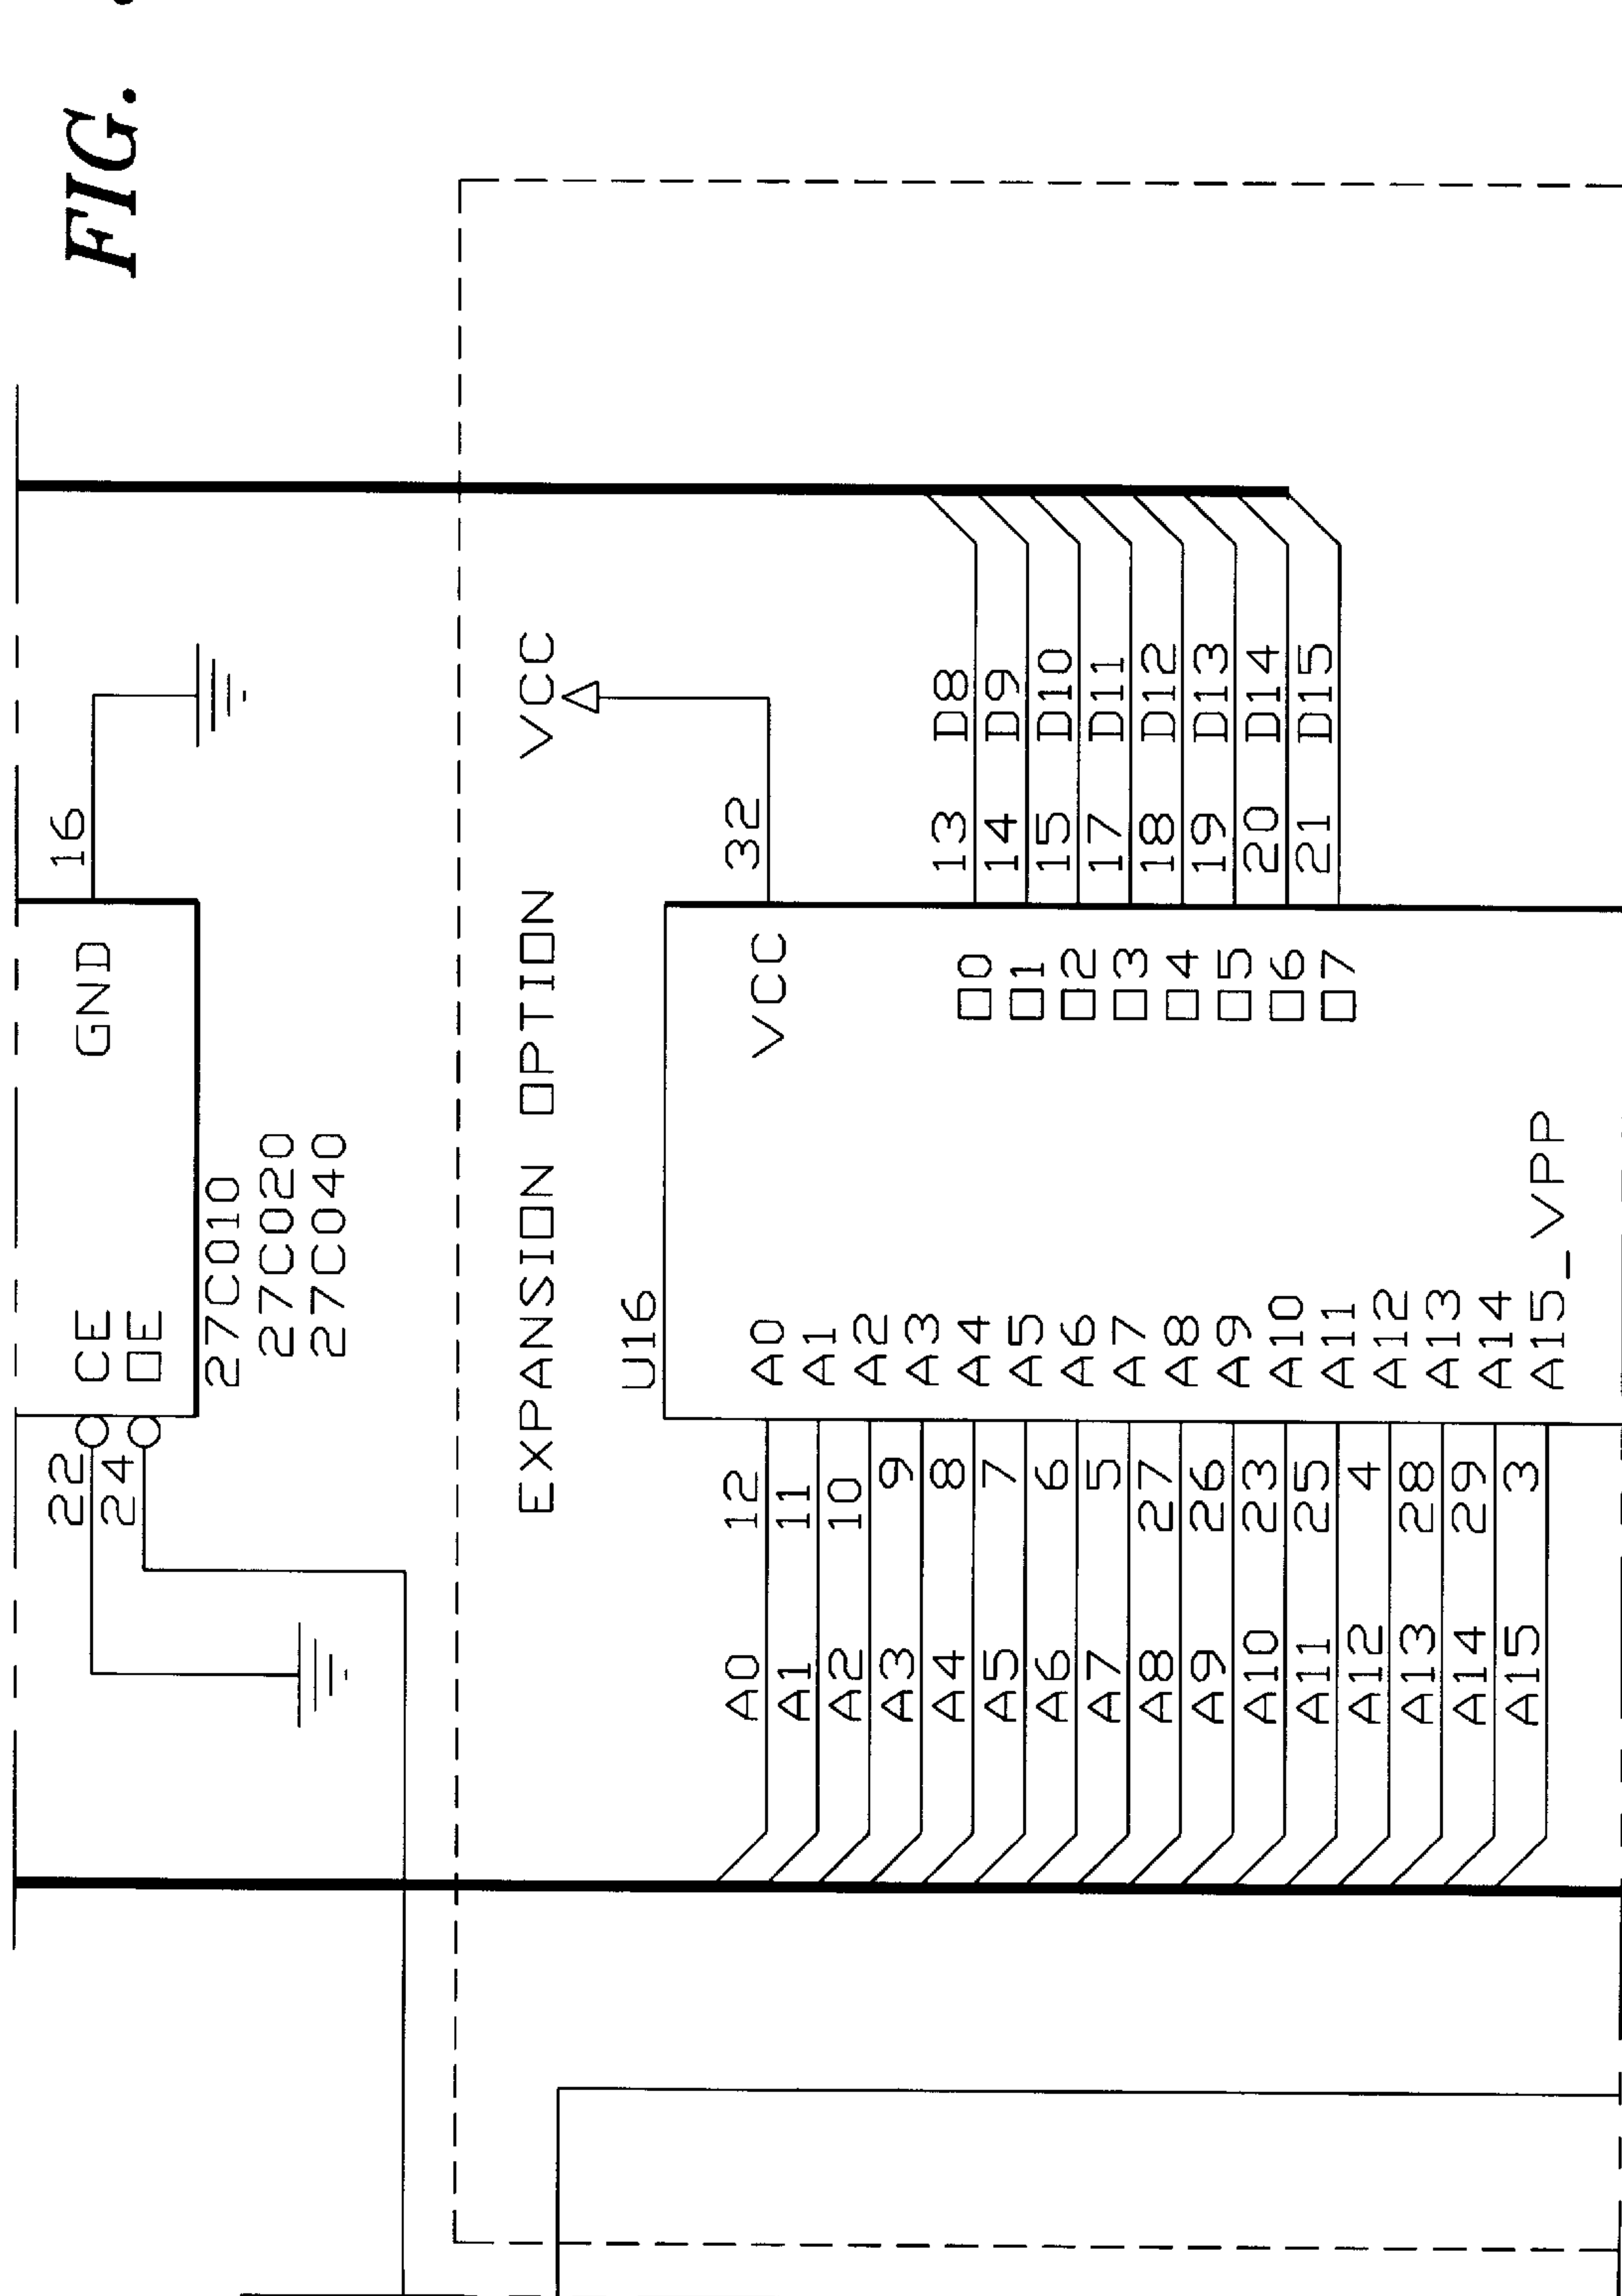 FIG.
16
GND
22 CE
24 OE
27C010
27C020
27C040
EXPANSION OPTION VCC
U16
32
VCC
A0 12 A0
A1 11 A1
A2 10 A2
A3 9 A3
A4 8 A4 O0 13 D8
A5 7 A5 O1 14 D9
A6 6 A6 O2 15 D10
A7 5 A7 O3 17 D11
A8 27 A8 O4 18 D12
A9 26 A9 O5 19 D13
A10 23 A10 O6 20 D14
A11 25 A11 O7 21 D15
A12 4 A12
A13 28 A13
A14 29 A14
A15 3 A15_VPP